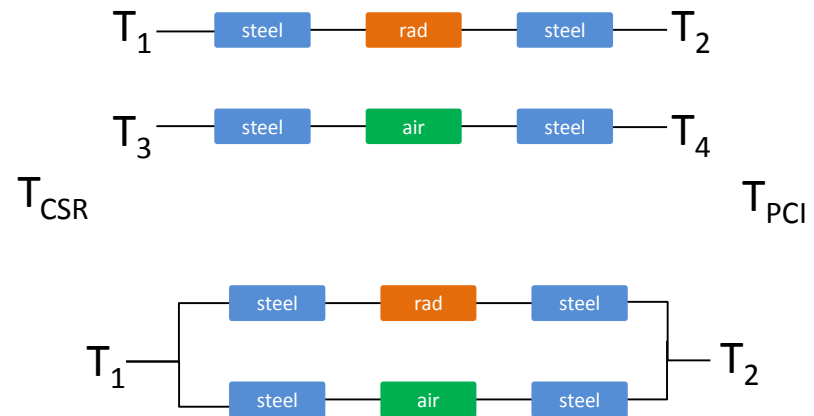 T1 steel rad steel T2
T3 steel air steel T4
TCSR TPCI
steel rad steel
T1 T2
steel air steel